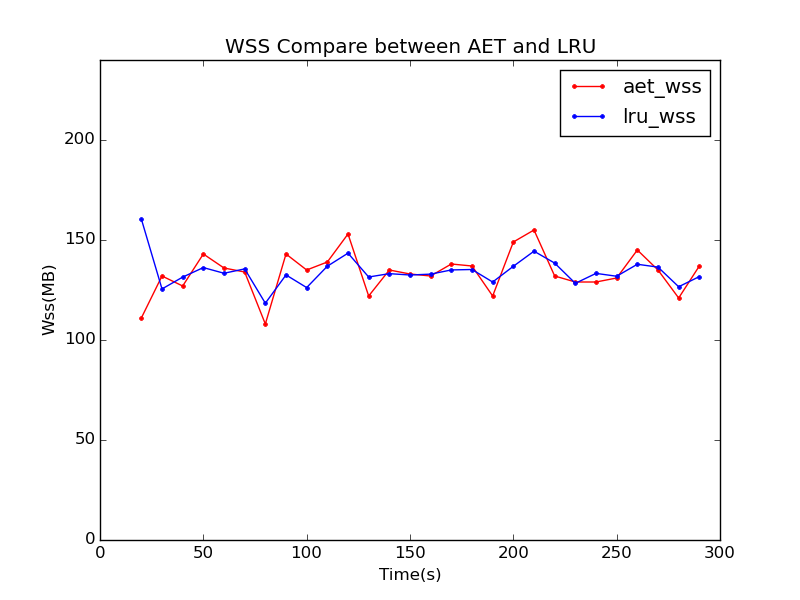 WSS Compare between AET and LRU
aet_wss
lru_wss
200
150
100
50
0
Wss(MB)
0 50 100 150 200 250 300
Time(s)